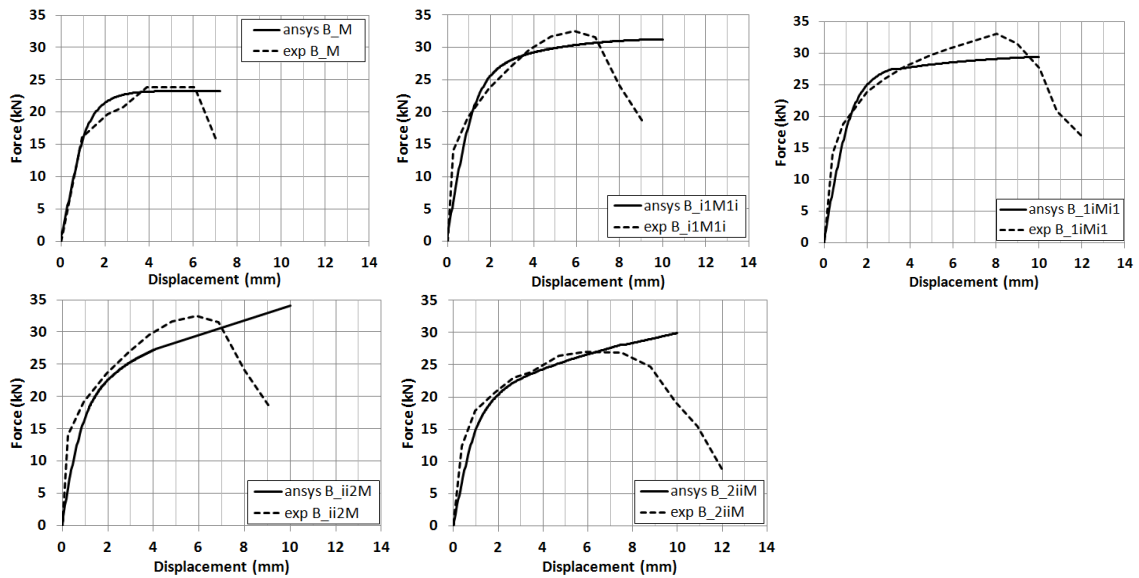 35
30
25
20
15
10
5
0
Force (kN)
ansys B_M
exp B_M
0 2 4 6 8 10 12 14
Displacement (mm)
35
30
25
20
15
10
5
0
Force (kN)
ansys B_i1M1i
exp B_i1M1i
0 2 4 6 8 10 12 14
Displacement (mm)
35
30
25
20
15
10
5
0
Force (kN)
ansys B_1iMi1
exp B_1iMi1
0 2 4 6 8 10 12 14
Displacement (mm)
35
30
25
20
15
10
5
0
Force (kN)
ansys B_ii2M
exp B_ii2M
0 2 4 6 8 10 12 14
Displacement (mm)
35
30
25
20
15
10
5
0
Force (kN)
ansys B_2iiM
exp B_2iiM
0 2 4 6 8 10 12 14
Displacement (mm)